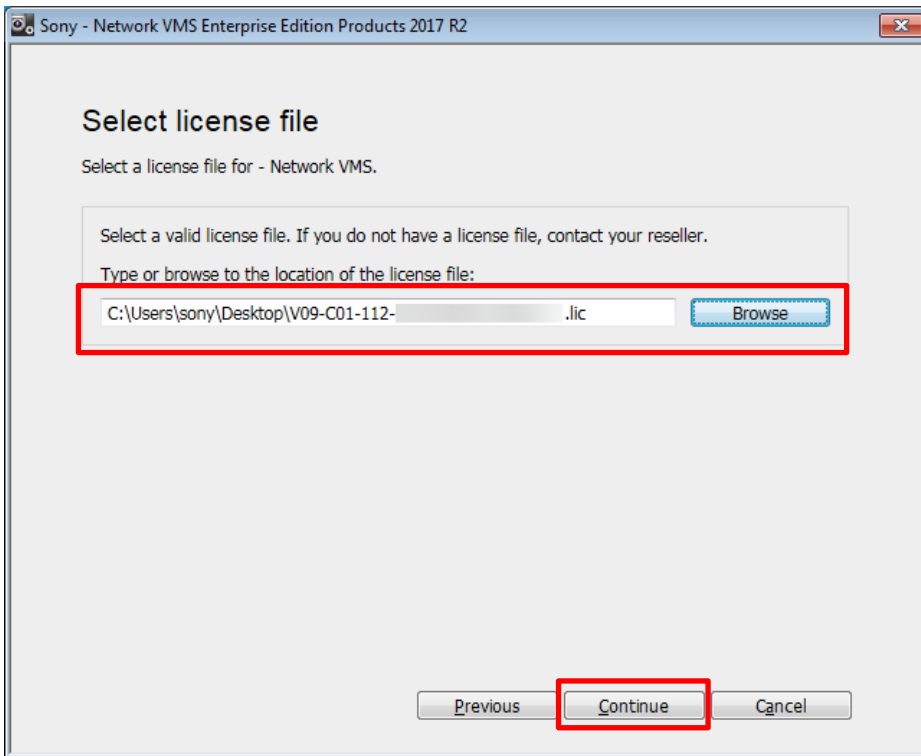 Sony - Network VMS Enterprise Edition Products 2017 R2
Select license file
Select a license file for - Network VMS.
Select a valid license file. If you do not have a license file, contact your reseller.
Type or browse to the location of the license file:
C:\Users\sony\Desktop\V09-C01-112- .lic Browse
Previous Continue Cancel